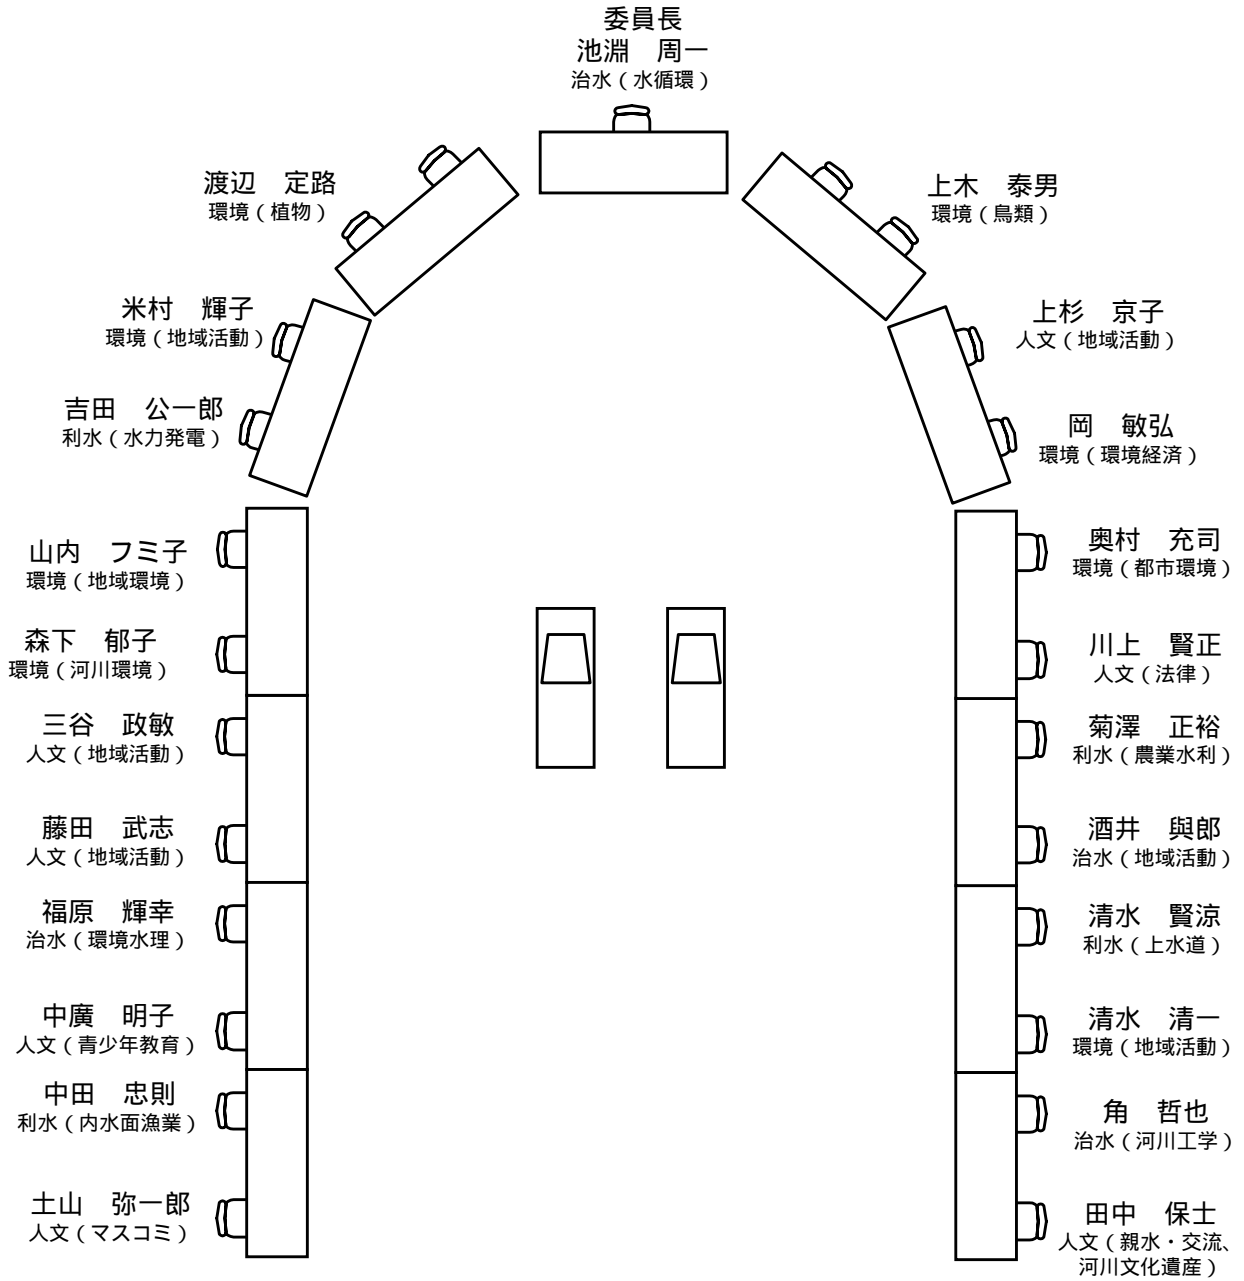 委員長
池淵　周一
治水（水循環）
渡辺　定路
環境（植物）
米村　輝子
環境（地域活動）
吉田　公一郎
利水（水力発電）
山内　フミ子
環境（地域環境）
森下　郁子
環境（河川環境）
三谷　政敏
人文（地域活動）
藤田　武志
人文（地域活動）
福原　輝幸
治水（環境水理）
中廣　明子
人文（青少年教育）
中田　忠則
利水（内水面漁業）
土山　弥一郎
人文（マスコミ）
上木　泰男
環境（鳥類）
上杉　京子
人文（地域活動）
岡　敏弘
環境（環境経済）
奥村　充司
環境（都市環境）
川上　賢正
人文（法律）
菊澤　正裕
利水（農業水利）
酒井　與郎
治水（地域活動）
清水　賢涼
利水（上水道）
清水　清一
環境（地域活動）
角　哲也
治水（河川工学）
田中　保士
人文（親水・交流、
河川文化遺産）